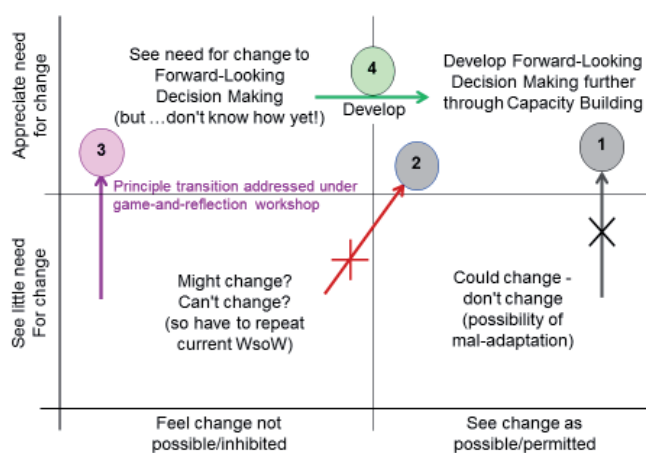 Appreciate need
for change
See little need
For change
See need for change to
Forward-Looking
Decision Making
(but ...don't know how yet!)
4
Develop
Develop Forward-Looking
Decision Making further
through Capacity Building
3
2
1
Principle transition addressed under
game-and-reflection workshop
Might change?
Can't change?
(so have to repeat
current WsoW)
Could change -
don't change
(possibility of
mal-adaptation)
Feel change not
possible/inhibited
See change as
possible/permitted